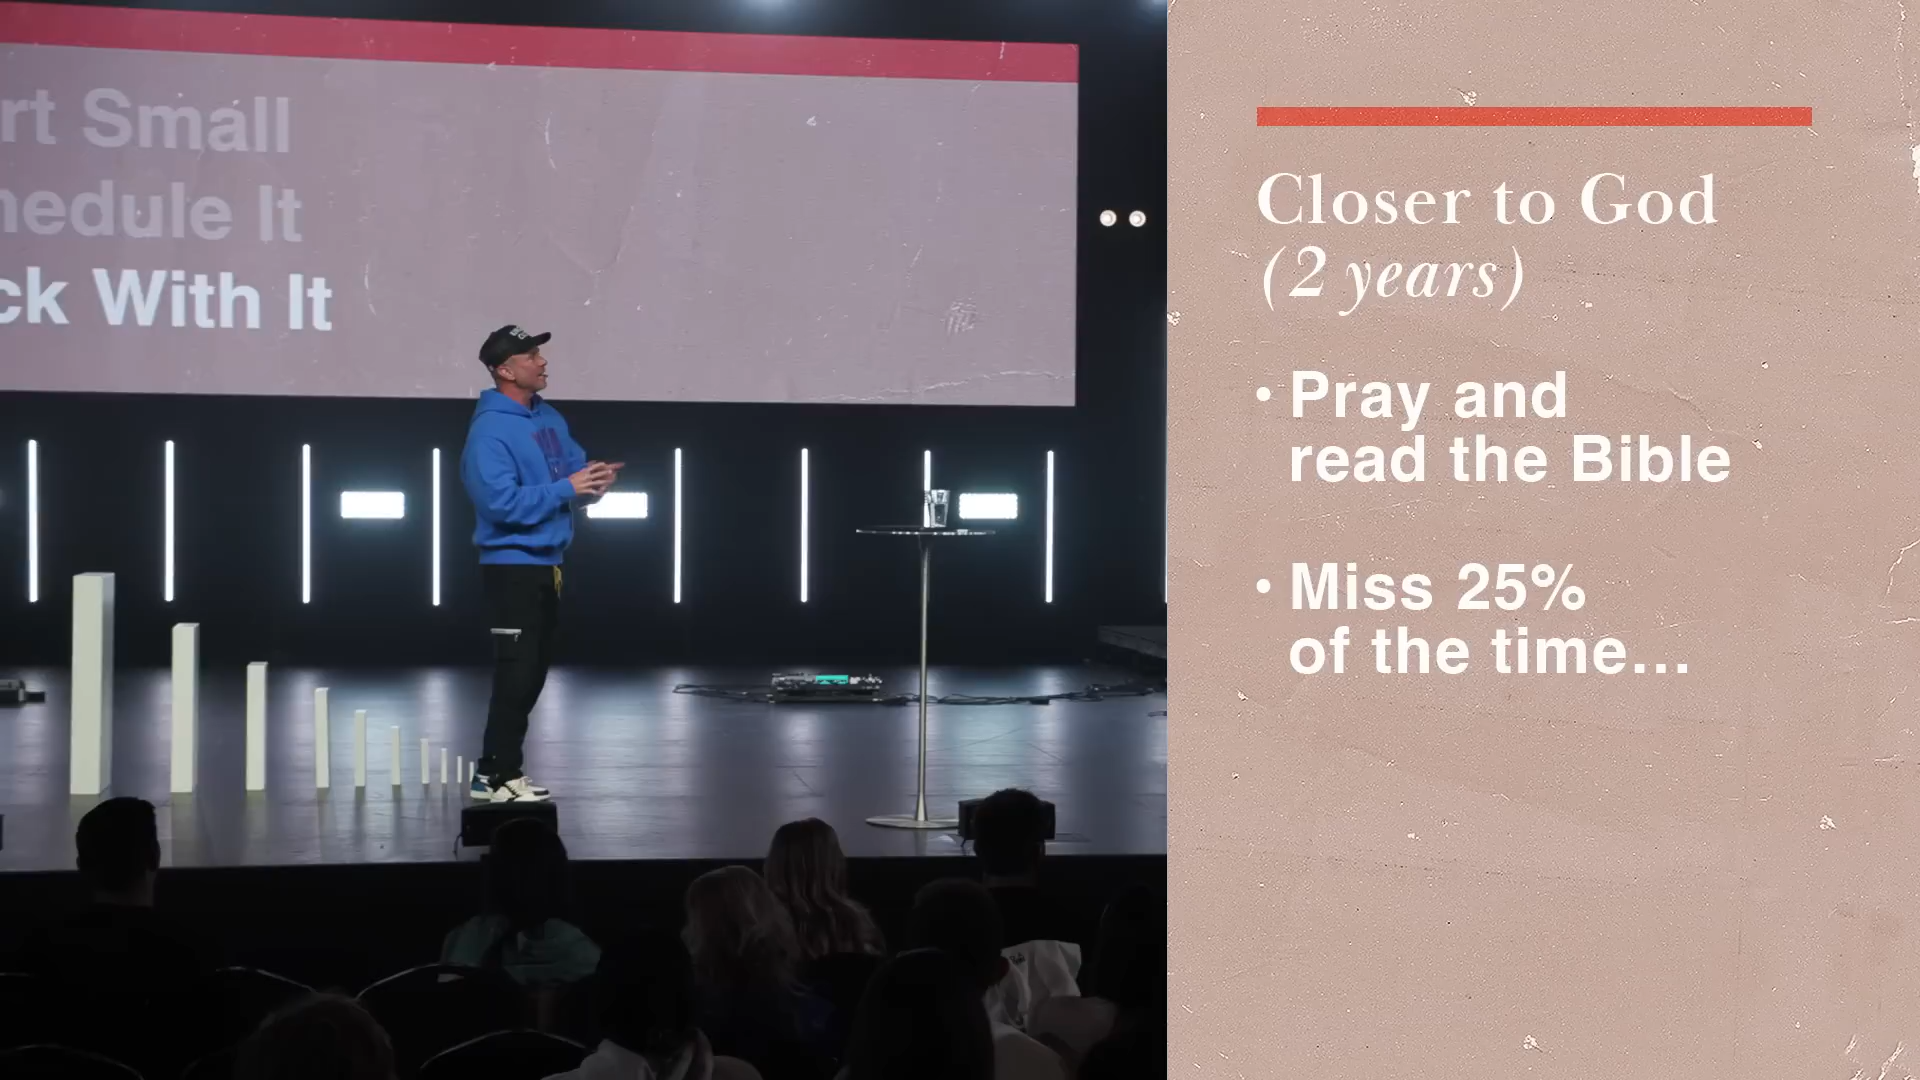 rt Small
hedule It
ck With It
Closer to God
(2 years)
• Pray and
read the Bible
• Miss 25%
of the time...